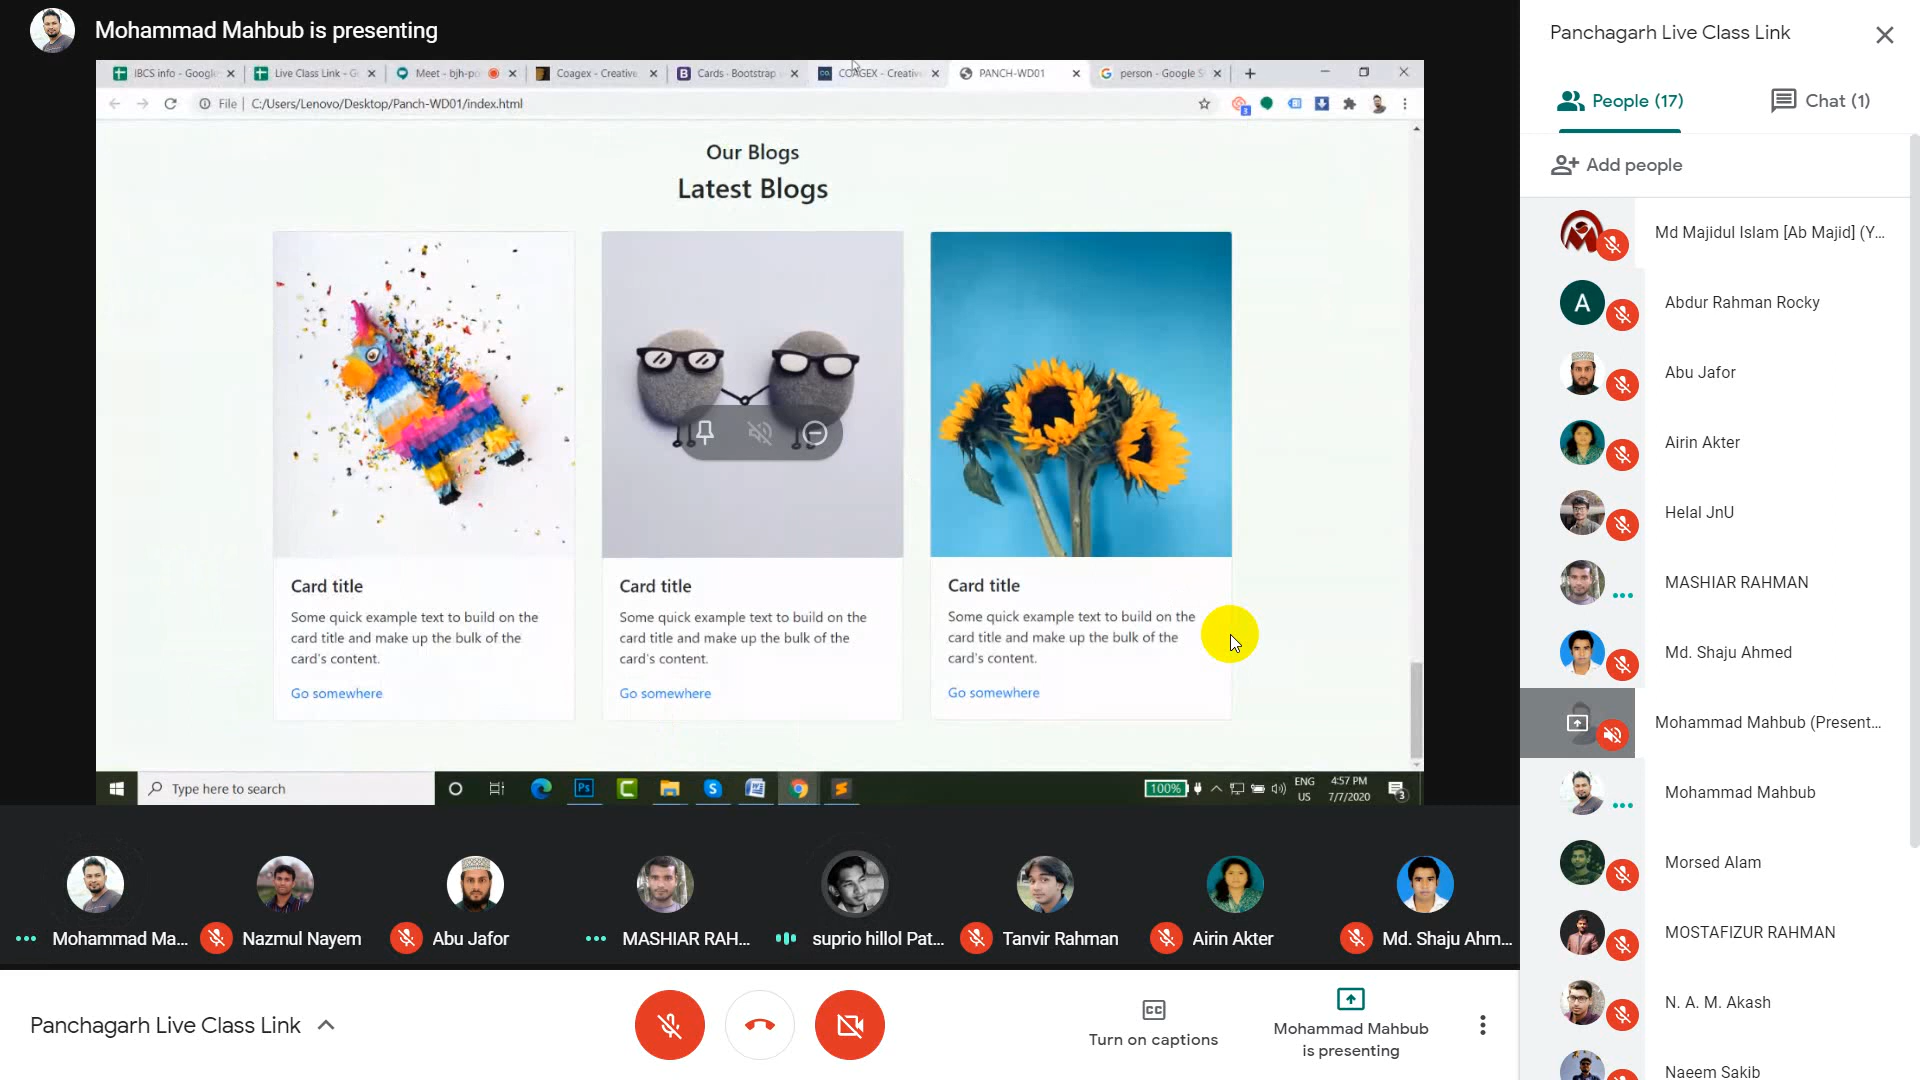 Mohammad Mahbub is presenting
IBCS info - Google
Live Class Link - G
Meet - bjh-po
Coagex - Creative
Cards · Bootstrap
COAGEX - Creativ
PANCH-WD01
person - Google S
File | C:/Users/Lenovo/Desktop/Panch-WD01/index.html
Our Blogs
Latest Blogs
Card title
Some quick example text to build on the
card title and make up the bulk of the
card's content.
Go somewhere
Card title
Some quick example text to build on the
card title and make up the bulk of the
card's content.
Go somewhere
Card title
Some quick example text to build on the
card title and make up the bulk of the
card's content.
Go somewhere
Type here to search
100%
ENG
US
4:57 PM
7/7/2020
3
Mohammad Ma...
Nazmul Nayem
Abu Jafor
MASHIAR RAH...
suprio hillol Pat...
Tanvir Rahman
Airin Akter
Md. Shaju Ahm...
Panchagarh Live Class Link
Turn on captions
Mohammad Mahbub
is presenting
Panchagarh Live Class Link
People (17)
Chat (1)
Add people
Md Majidul Islam [Ab Majid] (Y...
A
Abdur Rahman Rocky
Abu Jafor
Airin Akter
Helal JnU
MASHIAR RAHMAN
Md. Shaju Ahmed
Mohammad Mahbub (Present...
Mohammad Mahbub
Morsed Alam
MOSTAFIZUR RAHMAN
N. A. M. Akash
Naeem Sakib